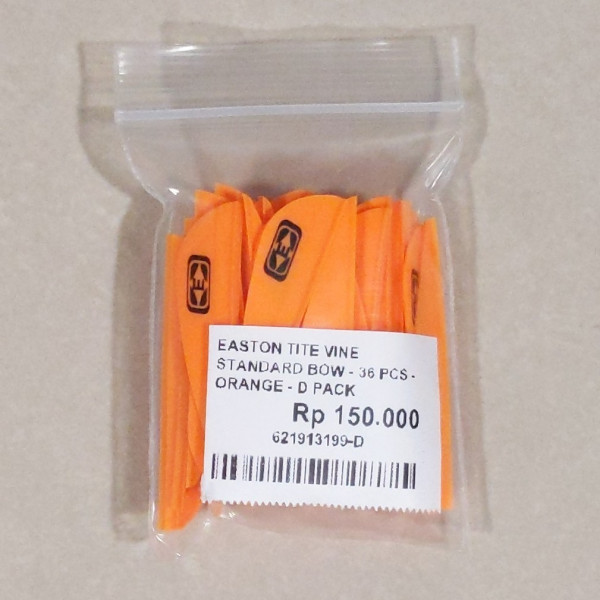 EASTON TITE VINE
STANDARD BOW - 36 PCS -
ORANGE - D PACK
Rp 150.000
621913199-D